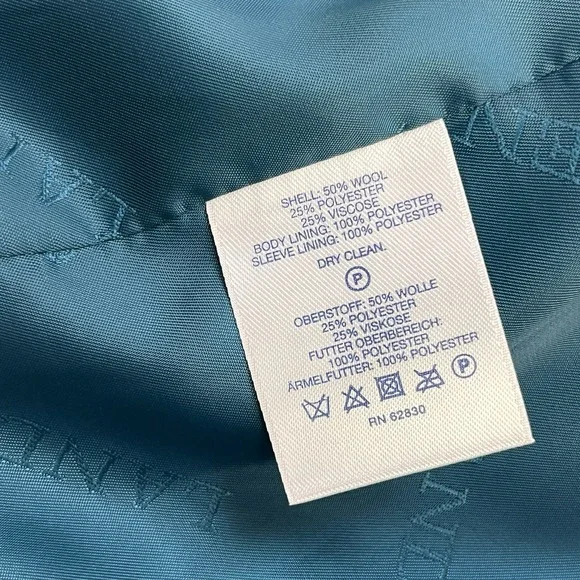 SHELL: 50% WOOL
25% POLYESTER
25% VISCOSE
BODY LINING: 100% POLYESTER
SLEEVE LINING: 100% POLYESTER
DRY CLEAN.
P
OBERSTOFF: 50% WOLLE
25% POLYESTER
25% VISKOSE
FUTTER OBERBEREICH:
100% POLYESTER
ÄRMELFUTTER: 100% POLYESTER
P
RN 62830
LANE